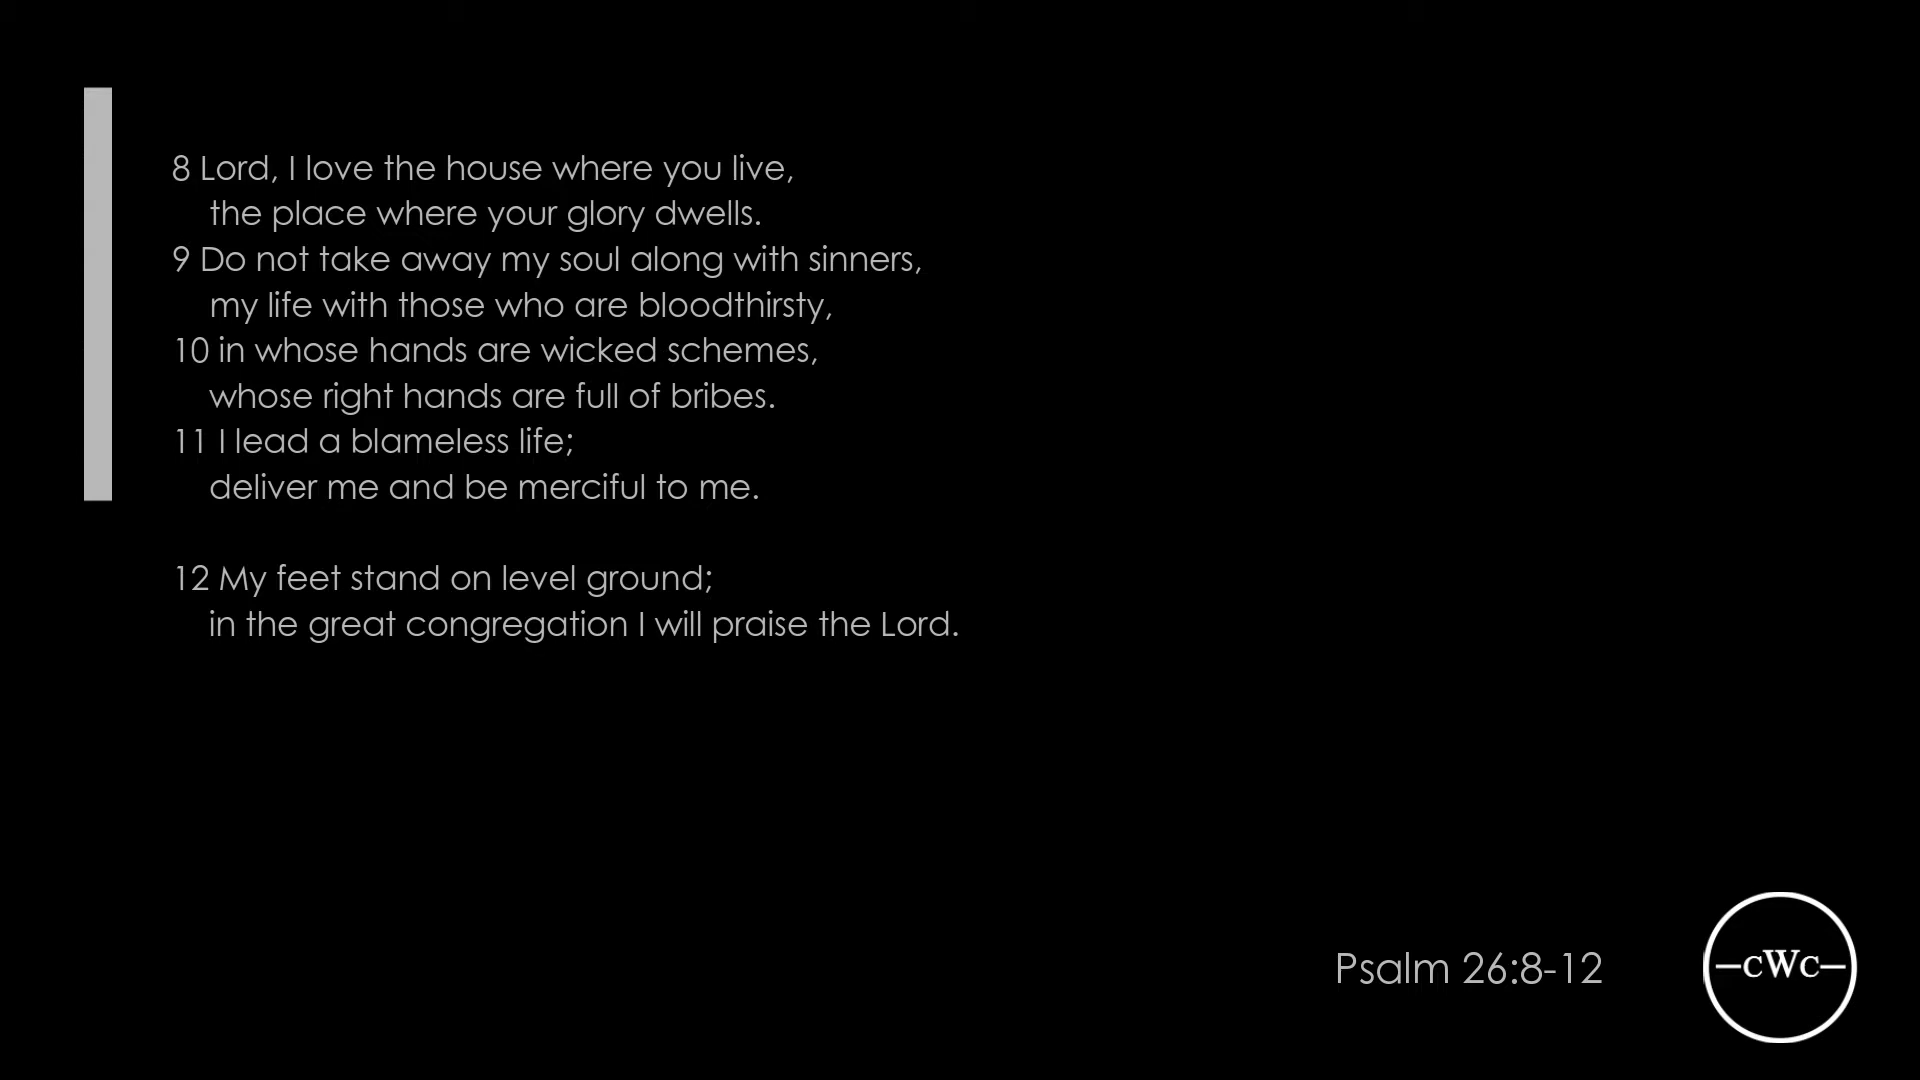 8 Lord, I love the house where you live,
the place where your glory dwells.
9 Do not take away my soul along with sinners,
my life with those who are bloodthirsty,
10 in whose hands are wicked schemes,
whose right hands are full of bribes.
11 I lead a blameless life;
deliver me and be merciful to me.
12 My feet stand on level ground;
in the great congregation I will praise the Lord.
Psalm 26:8-12
cWc